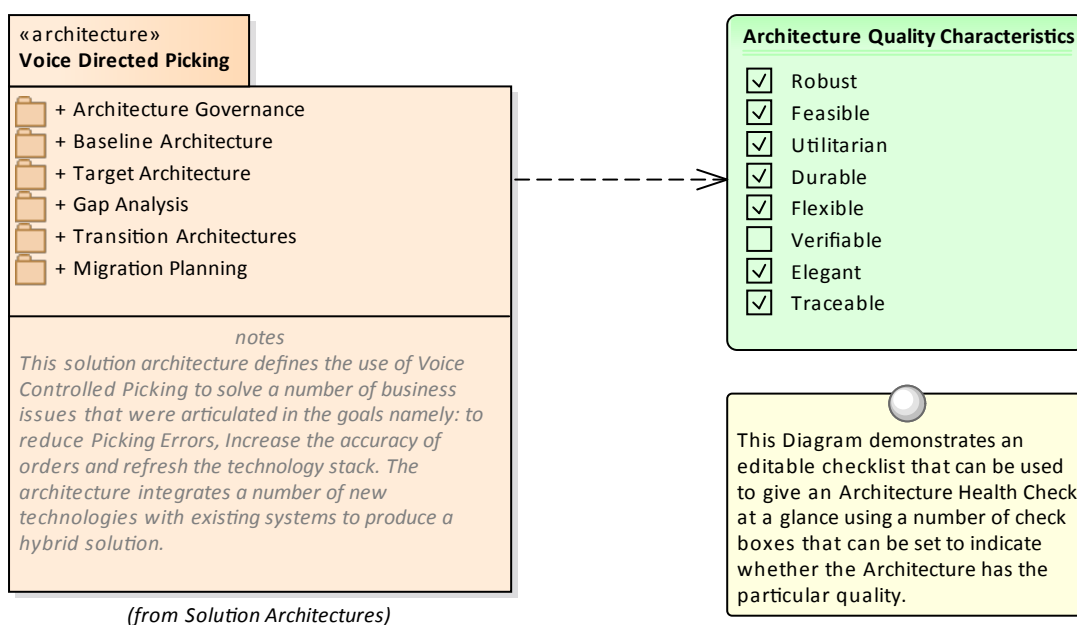 «architecture»
Voice Directed Picking
+ Architecture Governance
+ Baseline Architecture
+ Target Architecture
+ Gap Analysis
+ Transition Architectures
+ Migration Planning
notes
This solution architecture defines the use of Voice
Controlled Picking to solve a number of business
issues that were articulated in the goals namely: to
reduce Picking Errors, Increase the accuracy of
orders and refresh the technology stack. The
architecture integrates a number of new
technologies with existing systems to produce a
hybrid solution.
(from Solution Architectures)
Architecture Quality Characteristics
Robust
Feasible
Utilitarian
Durable
Flexible
Verifiable
Elegant
Traceable
This Diagram demonstrates an
editable checklist that can be used
to give an Architecture Health Check
at a glance using a number of check
boxes that can be set to indicate
whether the Architecture has the
particular quality.